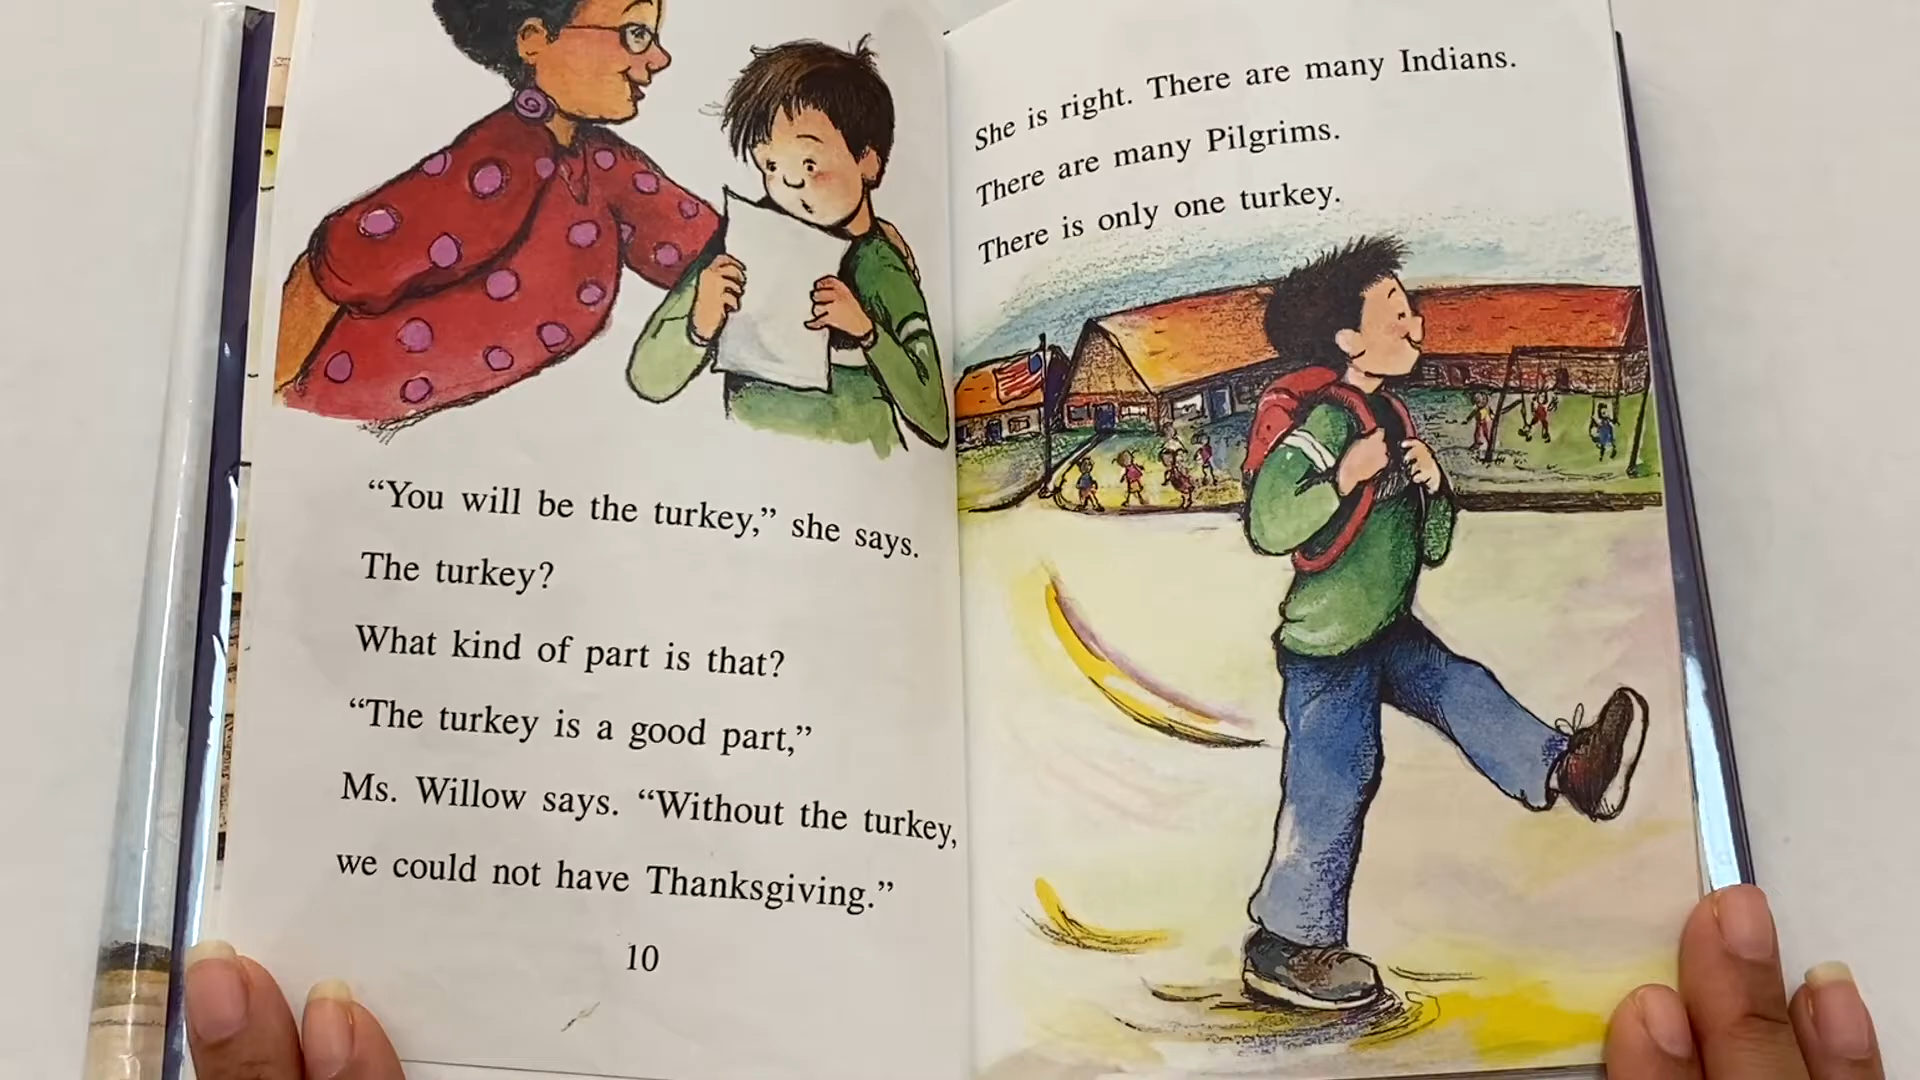 “You will be the turkey,” she says.
The turkey?
What kind of part is that?
“The turkey is a good part,”
Ms. Willow says. “Without the turkey,
we could not have Thanksgiving.”
10
She is right. There are many Indians.
There are many Pilgrims.
There is only one turkey.